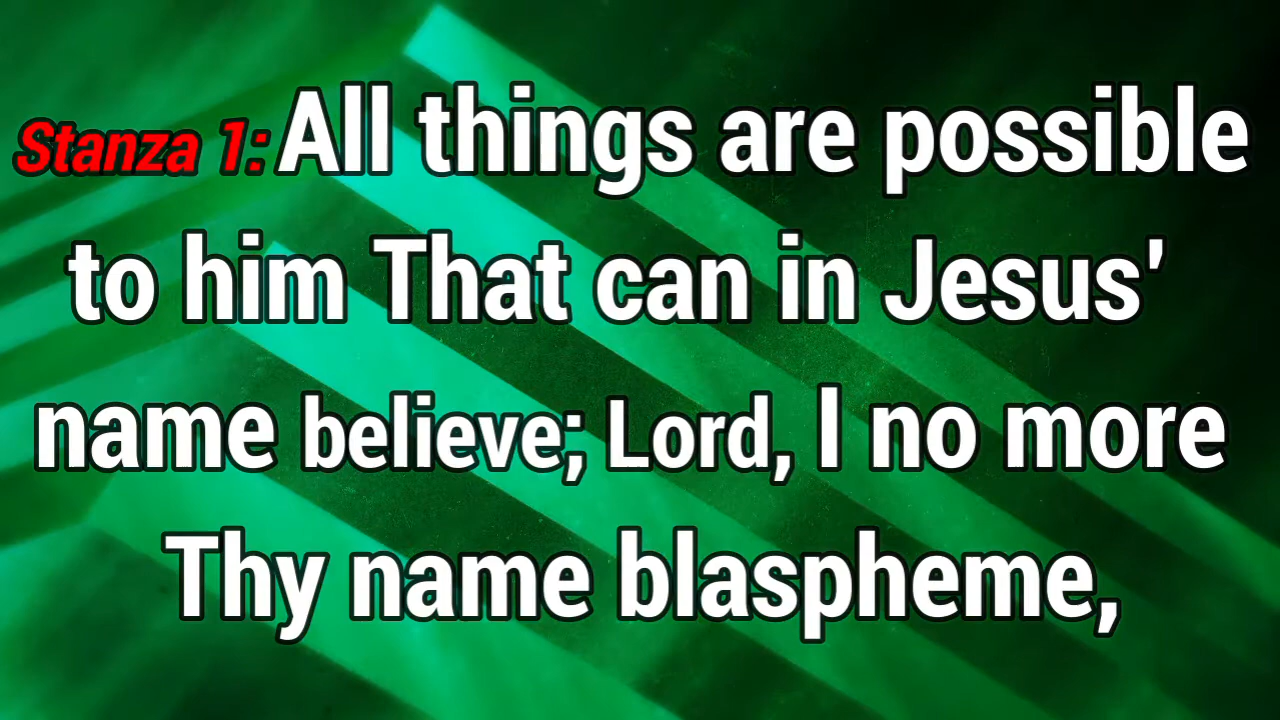 Stanza 1: All things are possible
to him That can in Jesus'
name believe; Lord, I no more
Thy name blaspheme,